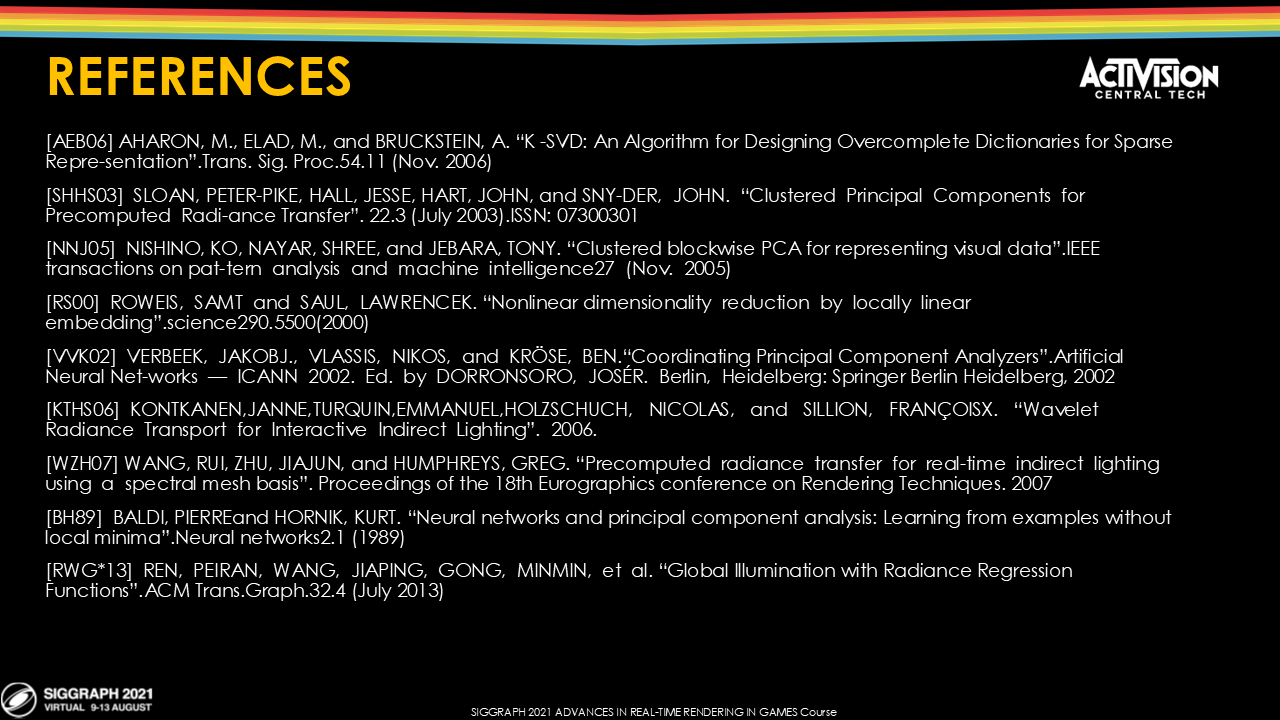 REFERENCES
ACTIVISION
CENTRAL TECH
[AEB06] AHARON, M., ELAD, M., and BRUCKSTEIN, A. “K -SVD: An Algorithm for Designing Overcomplete Dictionaries for Sparse
Repre-sentation”.Trans. Sig. Proc.54.11 (Nov. 2006)
[SHHS03] SLOAN, PETER-PIKE, HALL, JESSE, HART, JOHN, and SNY-DER, JOHN. “Clustered Principal Components for
Precomputed Radi-ance Transfer”. 22.3 (July 2003).ISSN: 07300301
[NNJ05] NISHINO, KO, NAYAR, SHREE, and JEBARA, TONY. “Clustered blockwise PCA for representing visual data”.IEEE
transactions on pat-tern analysis and machine intelligence27 (Nov. 2005)
[RS00] ROWEIS, SAMT and SAUL, LAWRENCEK. “Nonlinear dimensionality reduction by locally linear
embedding”.science290.5500(2000)
[VVK02] VERBEEK, JAKOBJ., VLASSIS, NIKOS, and KRÖSE, BEN.“Coordinating Principal Component Analyzers”.Artificial
Neural Net-works — ICANN 2002. Ed. by DORRONSORO, JOSÉR. Berlin, Heidelberg: Springer Berlin Heidelberg, 2002
[KTHS06] KONTKANEN,JANNE,TURQUIN,EMMANUEL,HOLZSCHUCH, NICOLAS, and SILLION, FRANÇOISX. “Wavelet
Radiance Transport for Interactive Indirect Lighting”. 2006.
[WZH07] WANG, RUI, ZHU, JIAJUN, and HUMPHREYS, GREG. “Precomputed radiance transfer for real-time indirect lighting
using a spectral mesh basis”. Proceedings of the 18th Eurographics conference on Rendering Techniques. 2007
[BH89] BALDI, PIERREand HORNIK, KURT. “Neural networks and principal component analysis: Learning from examples without
local minima”.Neural networks2.1 (1989)
[RWG*13] REN, PEIRAN, WANG, JIAPING, GONG, MINMIN, et al. “Global Illumination with Radiance Regression
Functions”.ACM Trans.Graph.32.4 (July 2013)
SIGGRAPH 2021
VIRTUAL 9-13 AUGUST
SIGGRAPH 2021 ADVANCES IN REAL-TIME RENDERING IN GAMES Course